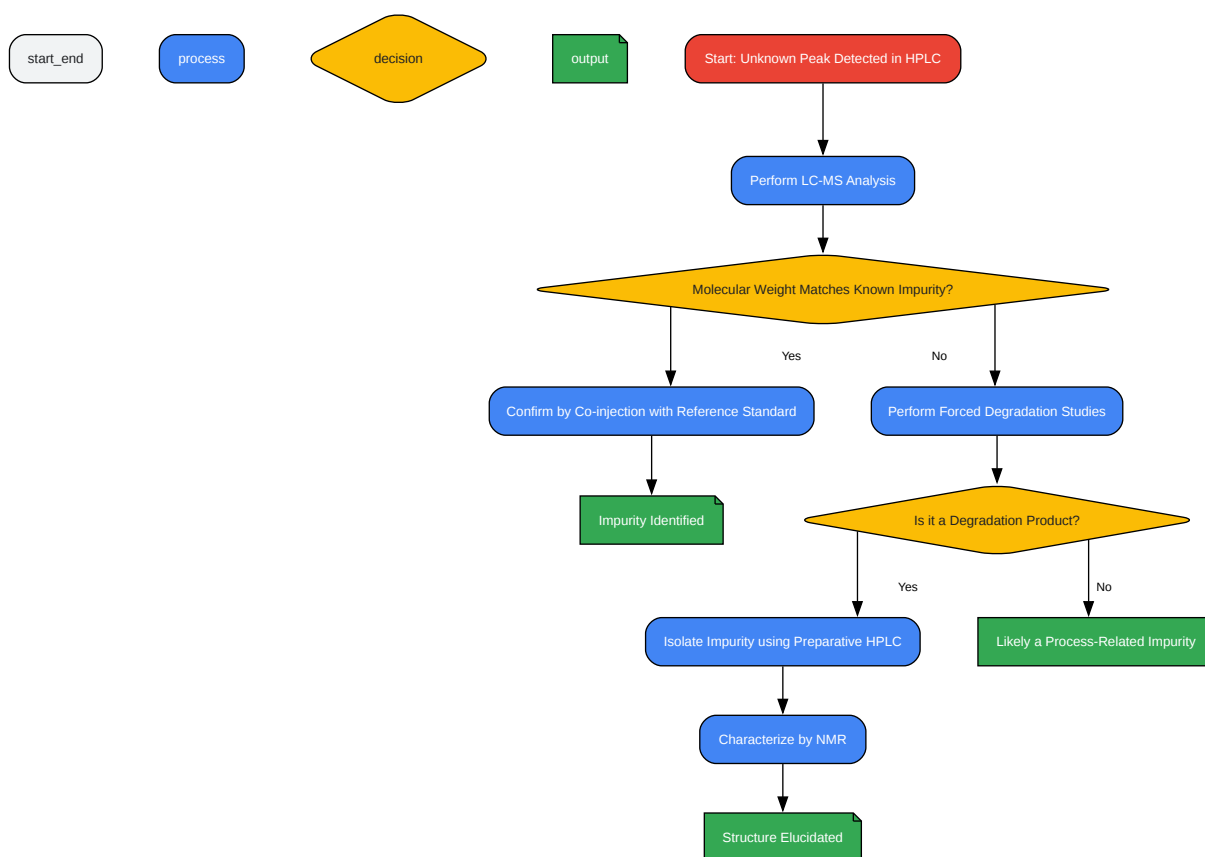 start_end
process
decision
output
Start: Unknown Peak Detected in HPLC
Perform LC-MS Analysis
Molecular Weight Matches Known Impurity?
Yes
No
Confirm by Co-injection with Reference Standard
Perform Forced Degradation Studies
Impurity Identified
Is it a Degradation Product?
Yes
No
Isolate Impurity using Preparative HPLC
Likely a Process-Related Impurity
Characterize by NMR
Structure Elucidated